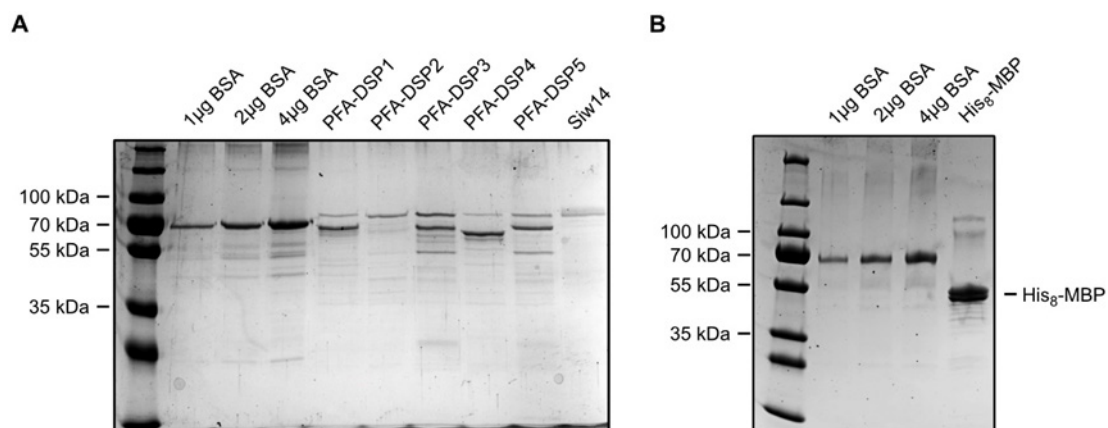 A
1µg BSA
2µg BSA
4µg BSA
PFA-DSP1
PFA-DSP2
PFA-DSP3
PFA-DSP4
PFA-DSP5
Siw14
100 kDa
70 kDa
55 kDa
35 kDa
B
1µg BSA
2µg BSA
4µg BSA
His₈-MBP
100 kDa
70 kDa
55 kDa
35 kDa
His₈-MBP